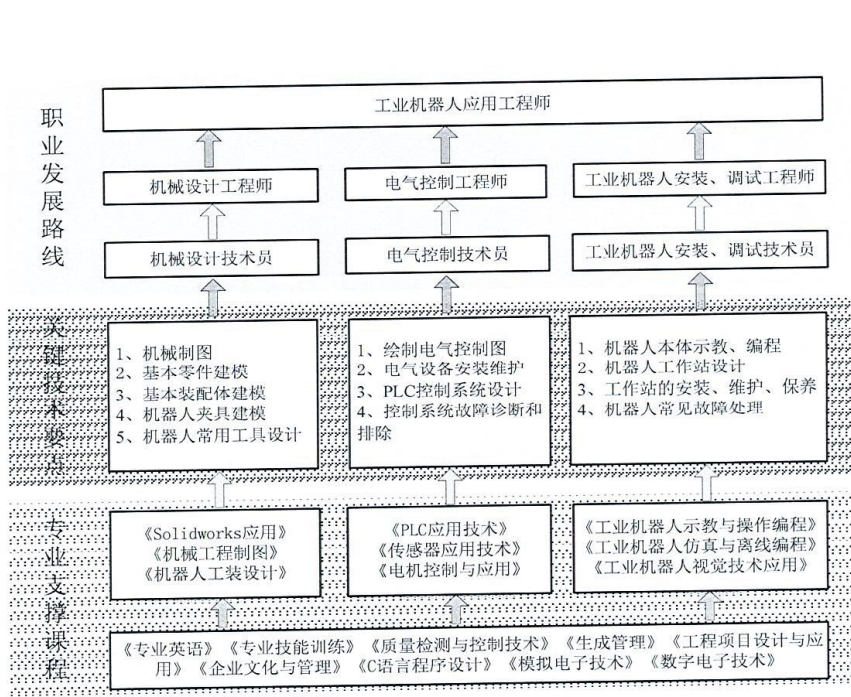 职业发展路线
工业机器人应用工程师
机械设计工程师
电气控制工程师
工业机器人安装、调试工程师
机械设计技术员
电气控制技术员
工业机器人安装、调试技术员
关键技术要点
1、机械制图
2、基本零件建模
3、基本装配体建模
4、机器人夹具建模
5、机器人常用工具设计
1、绘制电气控制图
2、电气设备安装维护
3、PLC控制系统设计
4、控制系统故障诊断和
排除
1、机器人本体示教、编程
2、机器人工作站设计
3、工作站的安装、维护、保养
4、机器人常见故障处理
专业支撑课程
《Solidworks应用》
《机械工程制图》
《机器人工装设计》
《PLC应用技术》
《传感器应用技术》
《电机控制与应用》
《工业机器人示教与操作编程》
《工业机器人仿真与离线编程》
《工业机器人视觉技术应用》
《专业英语》《专业技能训练》《质量检测与控制技术》《生成管理》《工程项目设计与应
用》《企业文化与管理》《C语言程序设计》《模拟电子技术》《数字电子技术》